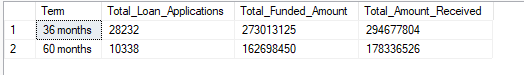 Term Total_Loan_Applications Total_Funded_Amount Total_Amount_Received
1 36 months 28232 273013125 294677804
2 60 months 10338 162698450 178336526